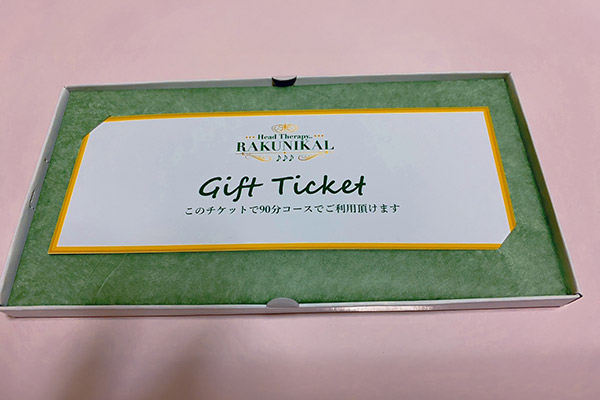 Head Therapy..
RAKUNIKAL
Gift Ticket
このチケットで90分コースでご利用頂けます